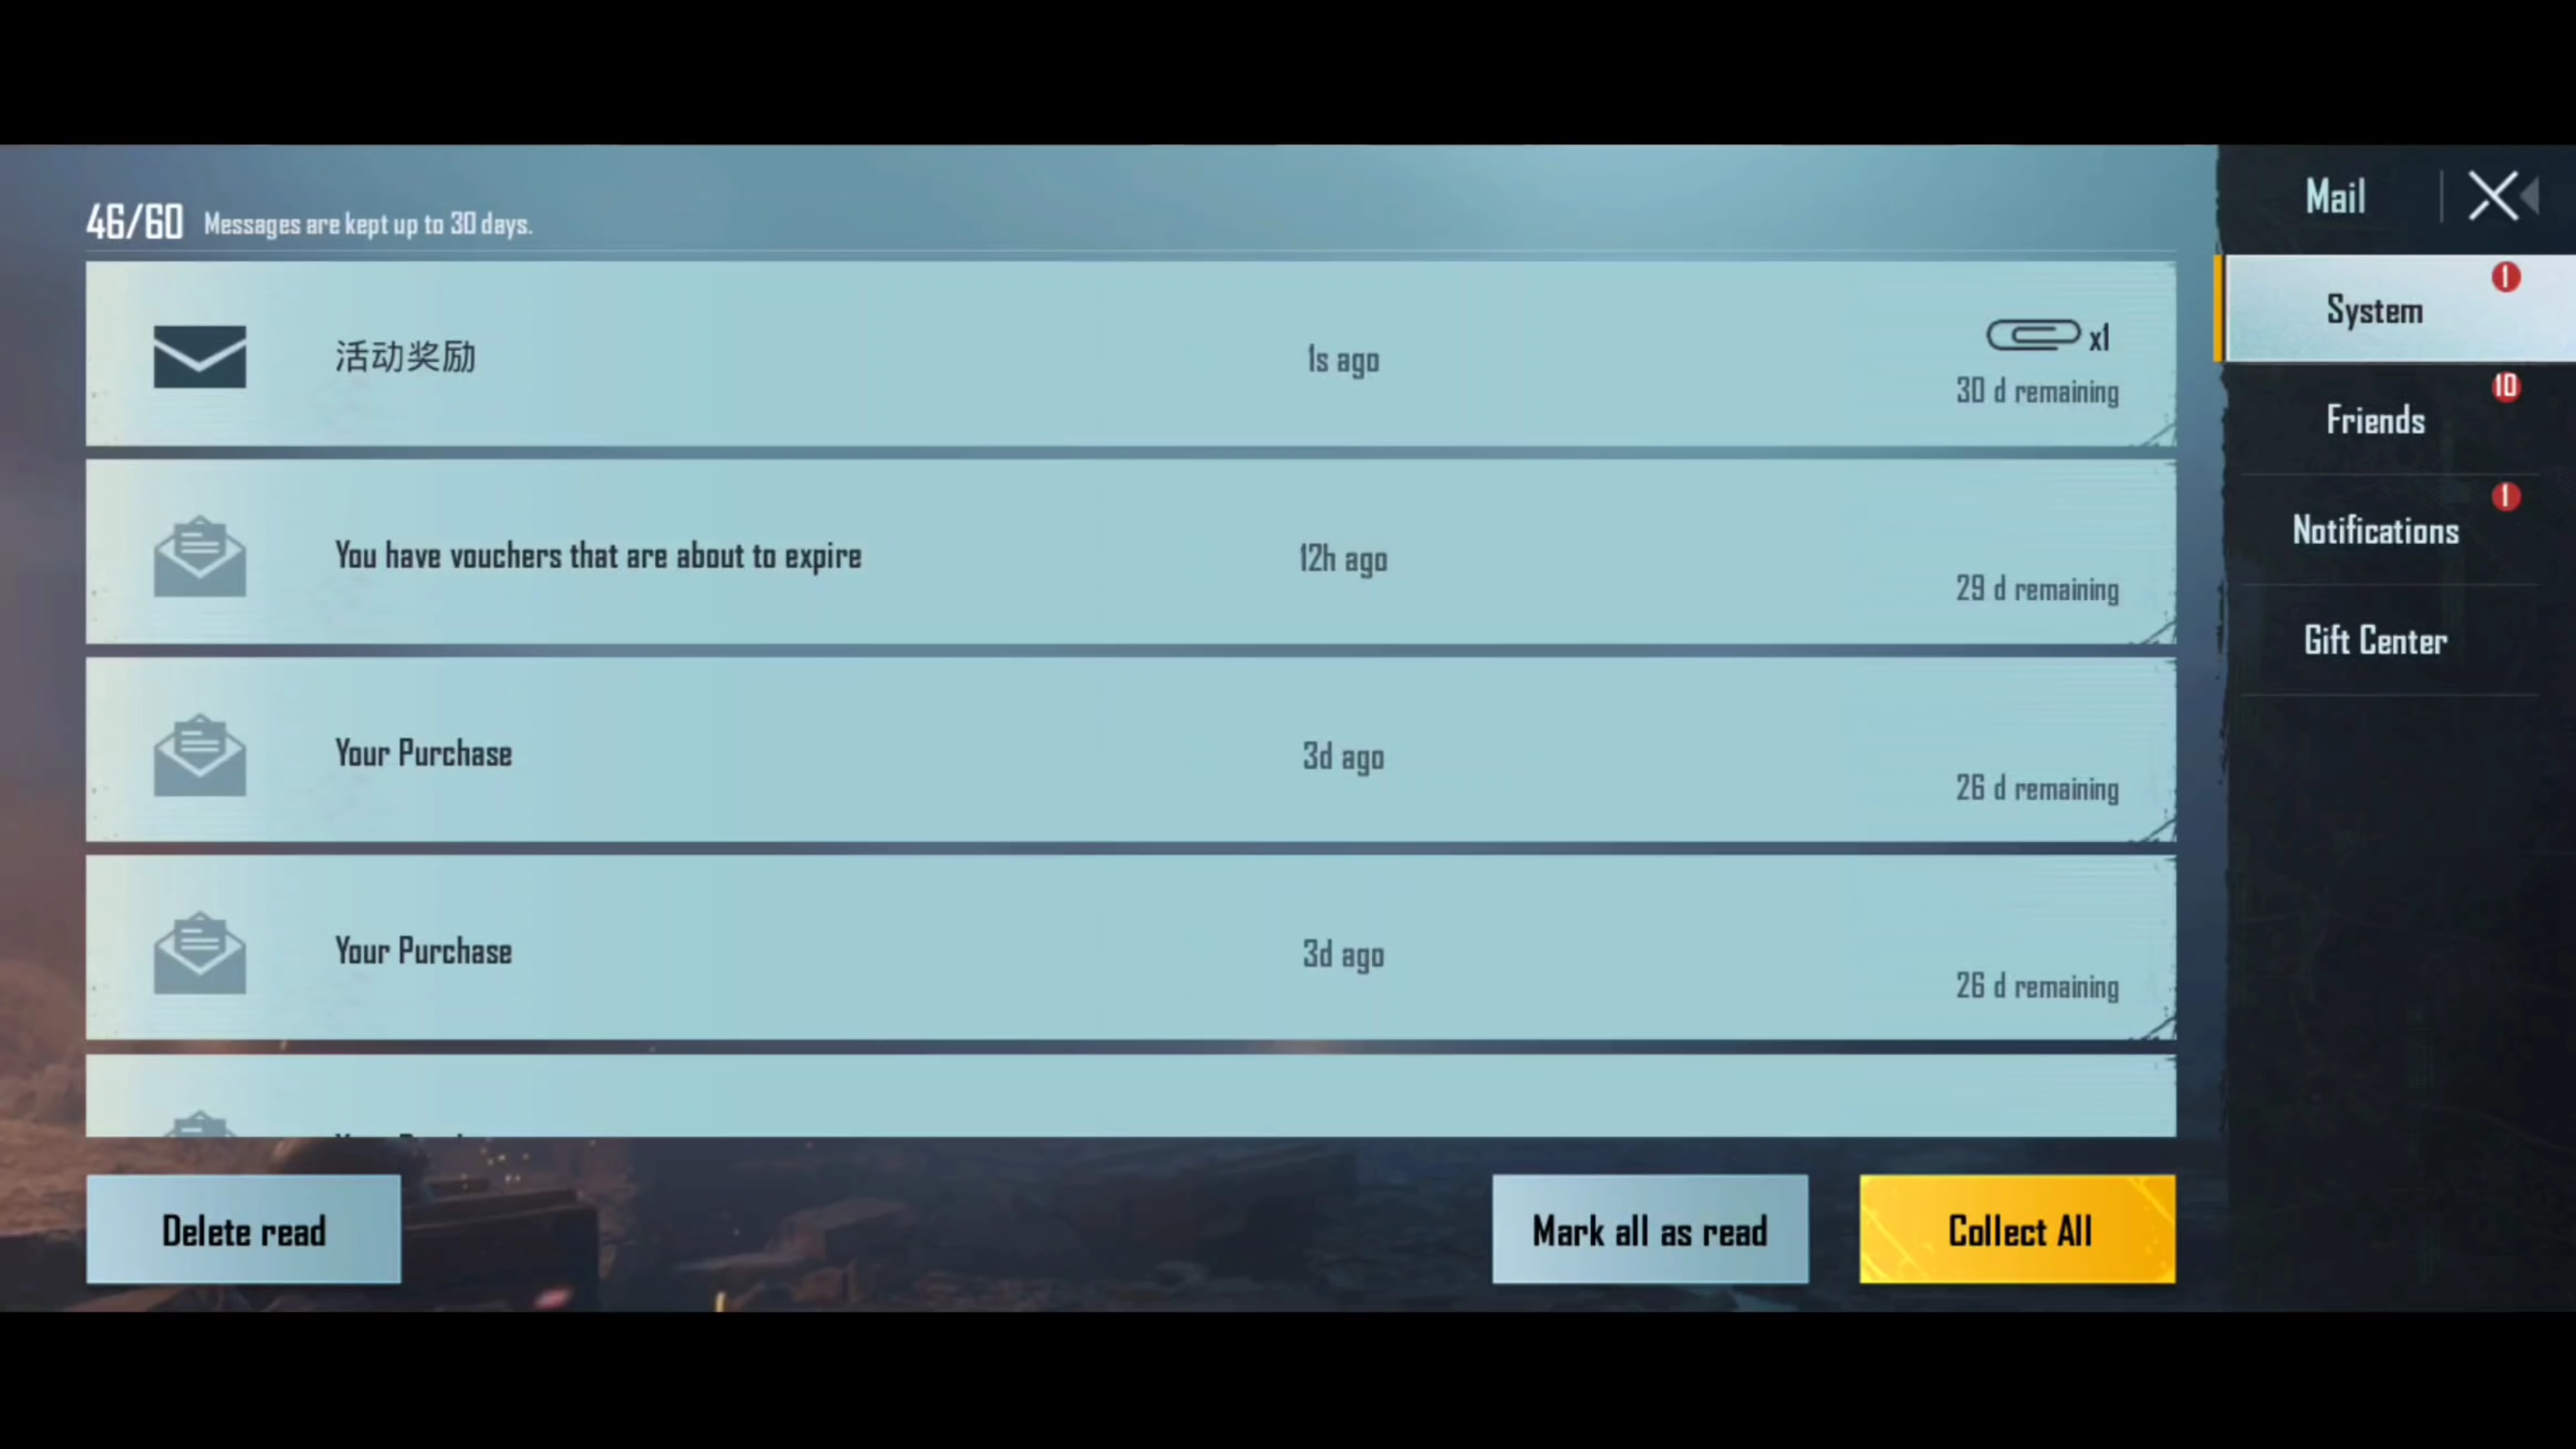 46/60 Messages are kept up to 30 days.
Mail
活动奖励
1s ago
x1
30 d remaining
You have vouchers that are about to expire
12h ago
29 d remaining
Your Purchase
3d ago
26 d remaining
Your Purchase
3d ago
26 d remaining
Delete read
Mark all as read
Collect All
System
1
Friends
10
Notifications
1
Gift Center